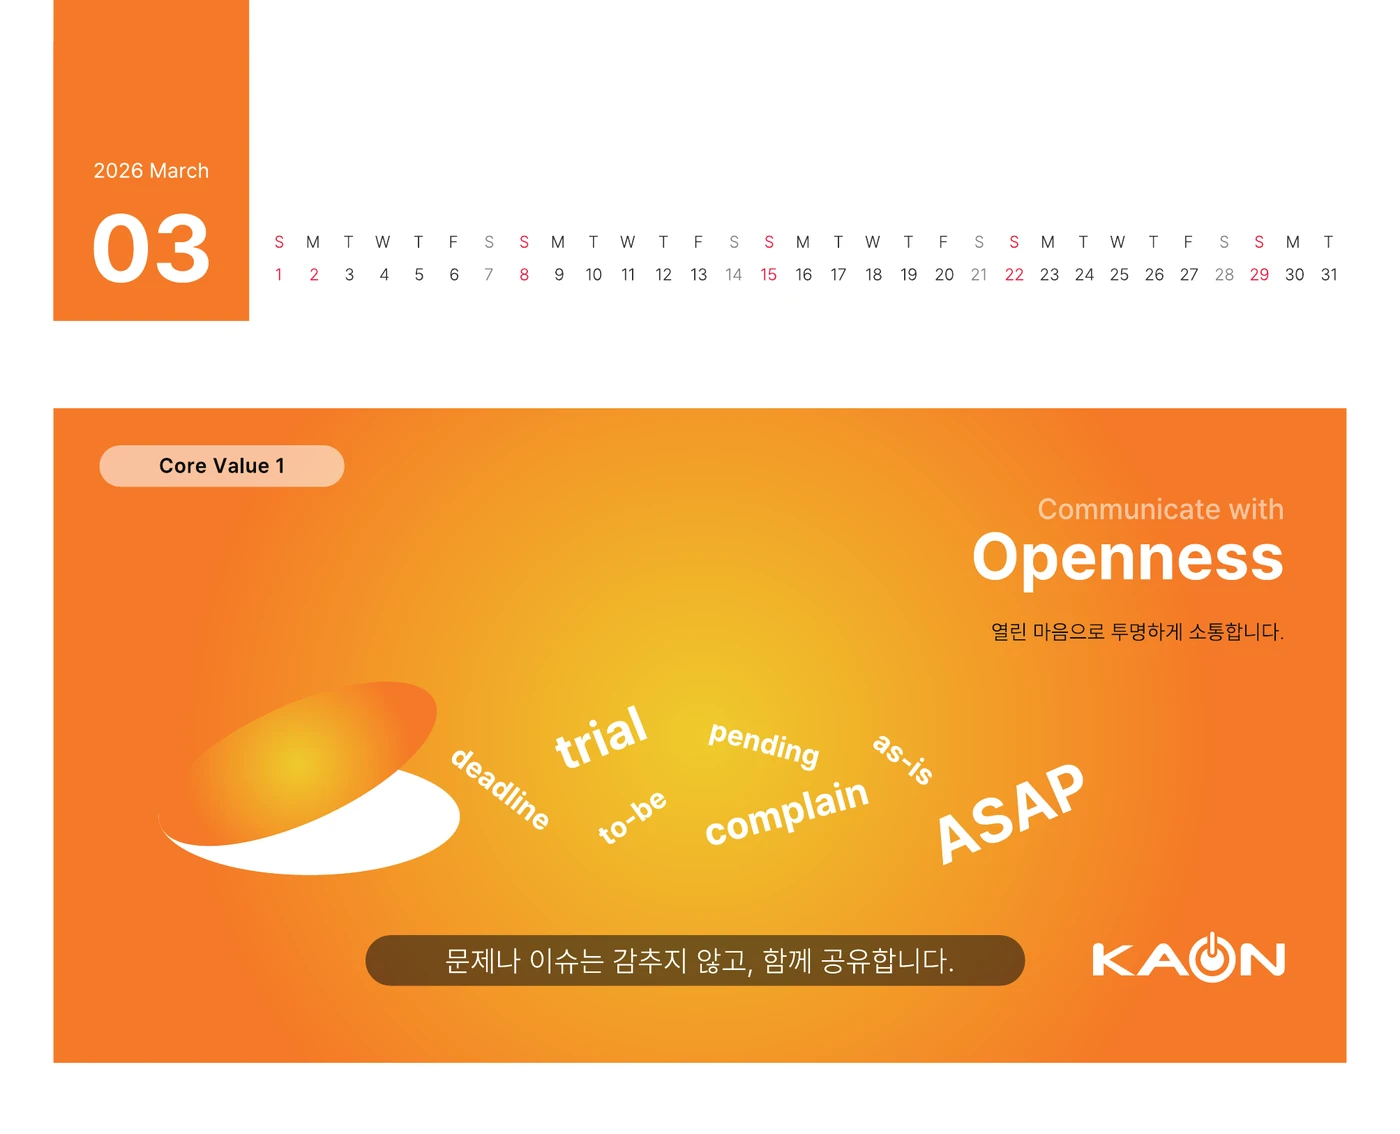 2026 March
03
S M T W T F S S M T W T F S S M T W T F S S M T W T F S S M T
1 2 3 4 5 6 7 8 9 10 11 12 13 14 15 16 17 18 19 20 21 22 23 24 25 26 27 28 29 30 31
Core Value 1
Communicate with
Openness
열린 마음으로 투명하게 소통합니다.
deadline
trial
to-be
pending
complain
as-is
ASAP
문제나 이슈는 감추지 않고, 함께 공유합니다.
KAON